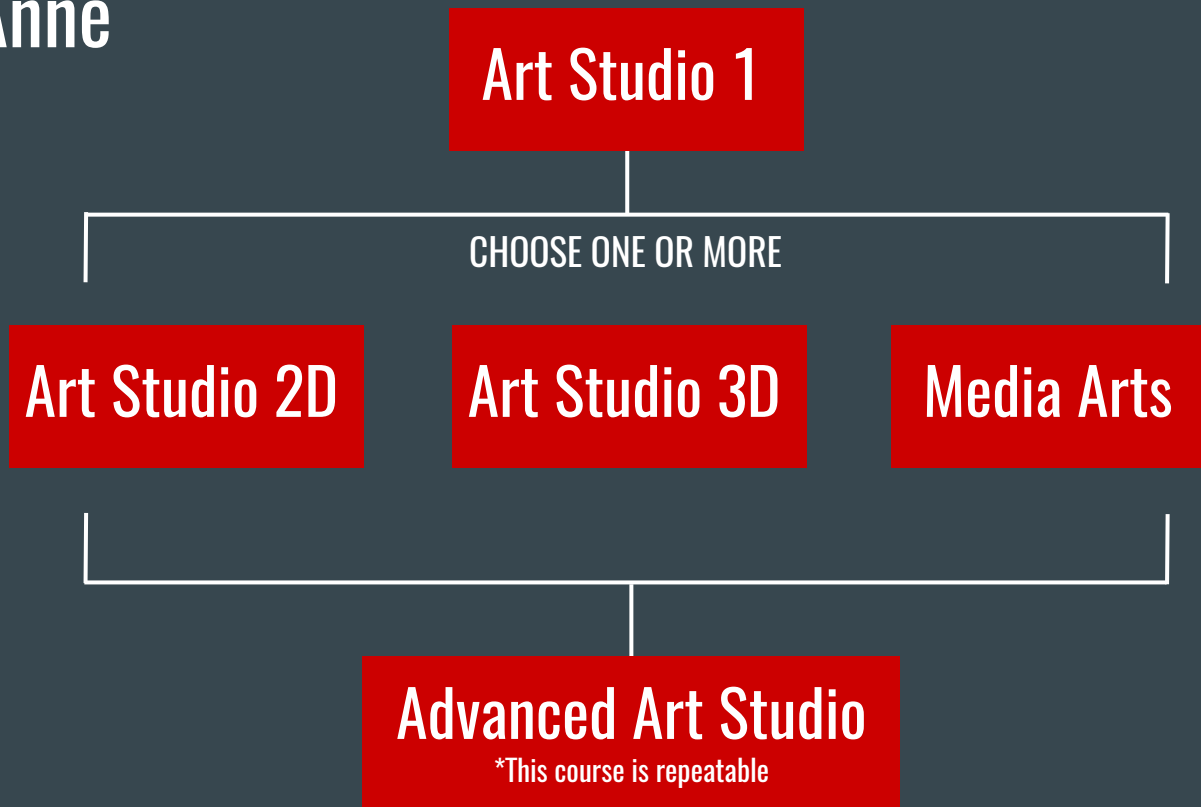 Anne
Art Studio 1
CHOOSE ONE OR MORE
Art Studio 2D
Art Studio 3D
Media Arts
Advanced Art Studio
*This course is repeatable